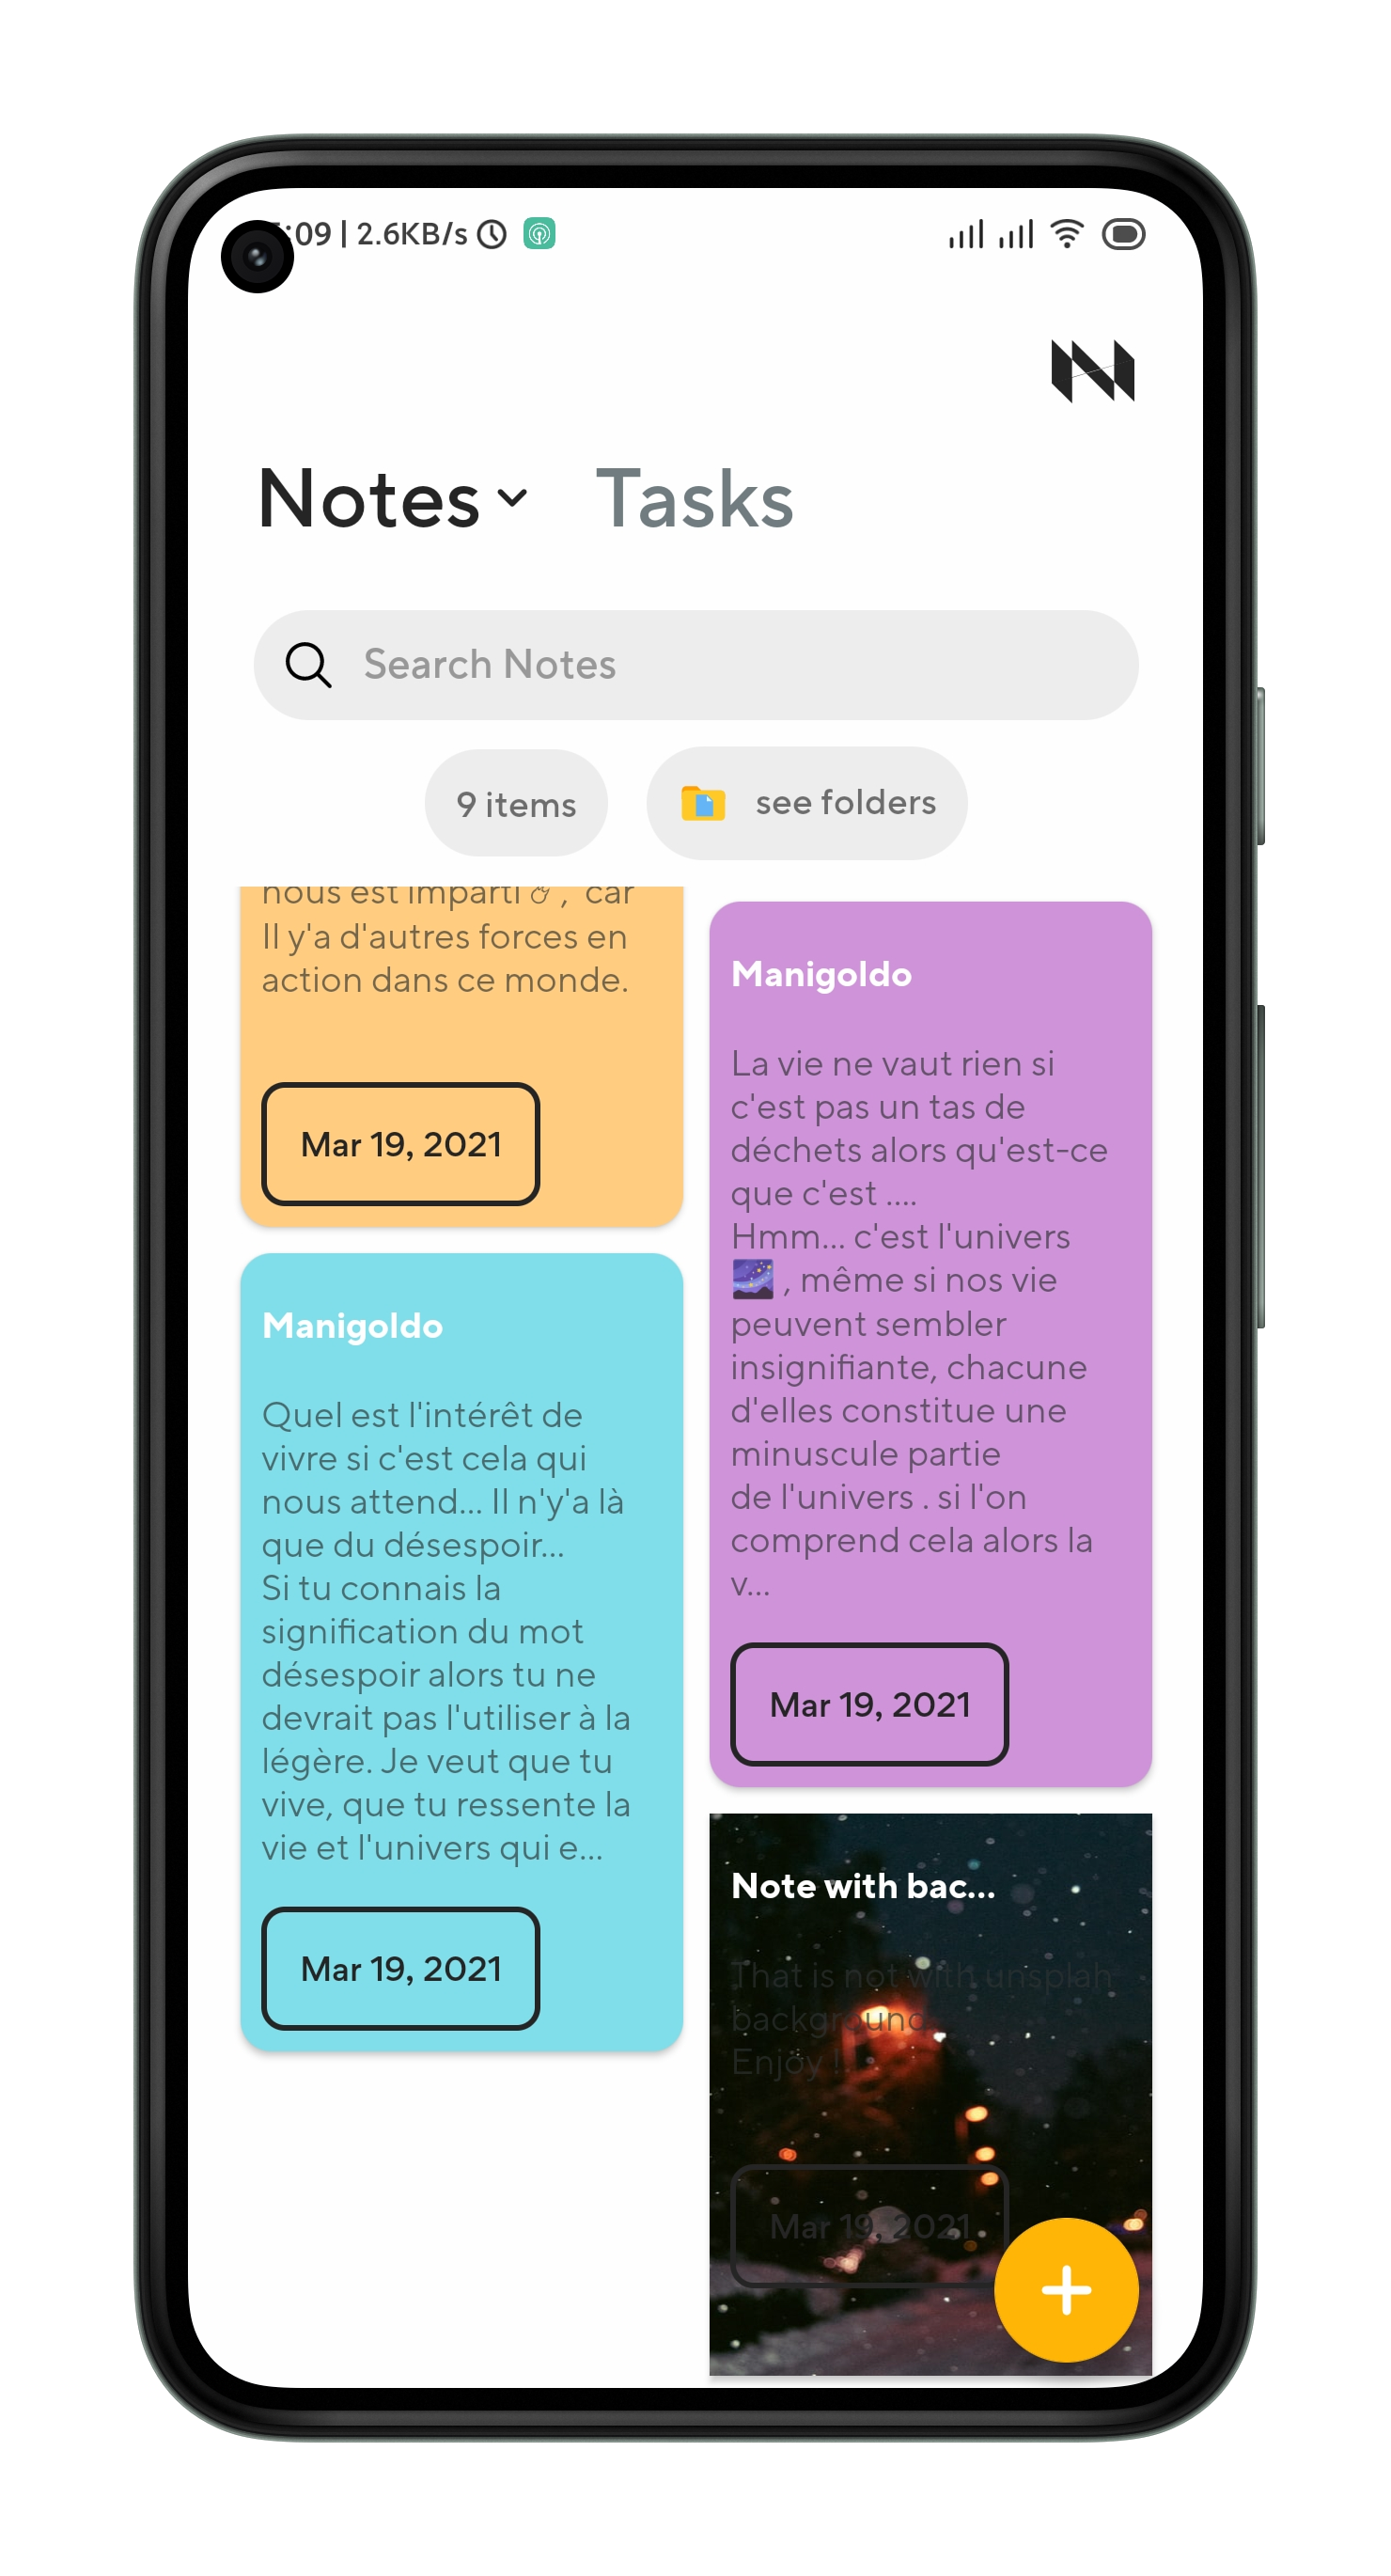 :09 | 2.6KB/s
Notes Tasks
Search Notes
9 items
see folders
nous est imparti , car
Il y'a d'autres forces en
action dans ce monde.
Mar 19, 2021
Manigoldo
Quel est l'intérêt de
vivre si c'est cela qui
nous attend... Il n'y'a là
que du désespoir...
Si tu connais la
signification du mot
désespoir alors tu ne
devrait pas l'utiliser à la
légère. Je veut que tu
vive, que tu ressente la
vie et l'univers qui e...
Mar 19, 2021
Manigoldo
La vie ne vaut rien si
c'est pas un tas de
déchets alors qu'est-ce
que c'est ....
Hmm... c'est l'univers
🌌 , même si nos vie
peuvent sembler
insignifiante, chacune
d'elles constitue une
minuscule partie
de l'univers . si l'on
comprend cela alors la
v...
Mar 19, 2021
Note with bac...
That is not with unsplah
background.
Enjoy !
Mar 19, 2021